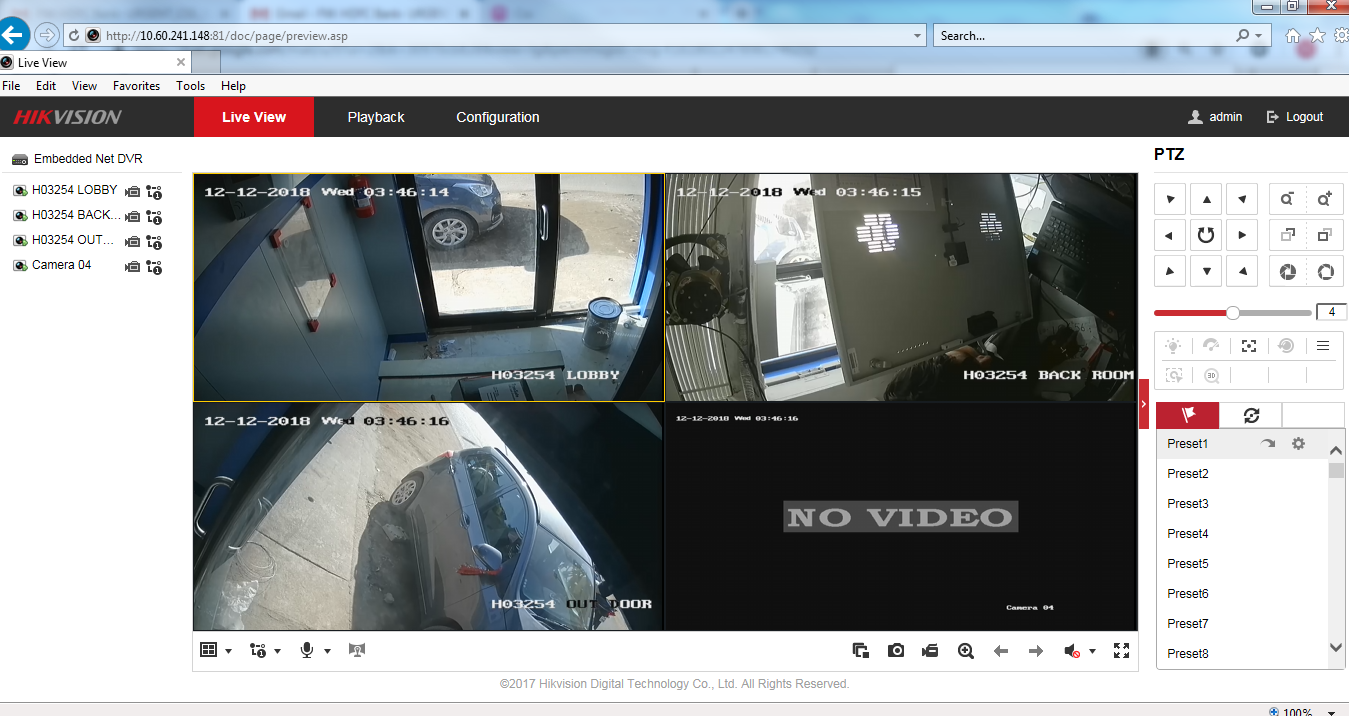 http://10.60.241.148:81/doc/page/preview.asp
Search...
Live View
File Edit View Favorites Tools Help
HIKVISION Live View Playback Configuration admin Logout
Embedded Net DVR
H03254 LOBBY
H03254 BACK...
H03254 OUT...
Camera 04
12-12-2018 Wed 03:46:14
H03254 LOBBY
12-12-2018 Wed 03:46:15
H03254 BACK ROOM
12-12-2018 Wed 03:46:16
H03254 OUT DOOR
12-12-2018 Wed 03:46:16
NO VIDEO
Camera 04
PTZ
4
3D
Preset1
Preset2
Preset3
Preset4
Preset5
Preset6
Preset7
Preset8
©2017 Hikvision Digital Technology Co., Ltd. All Rights Reserved.
100%